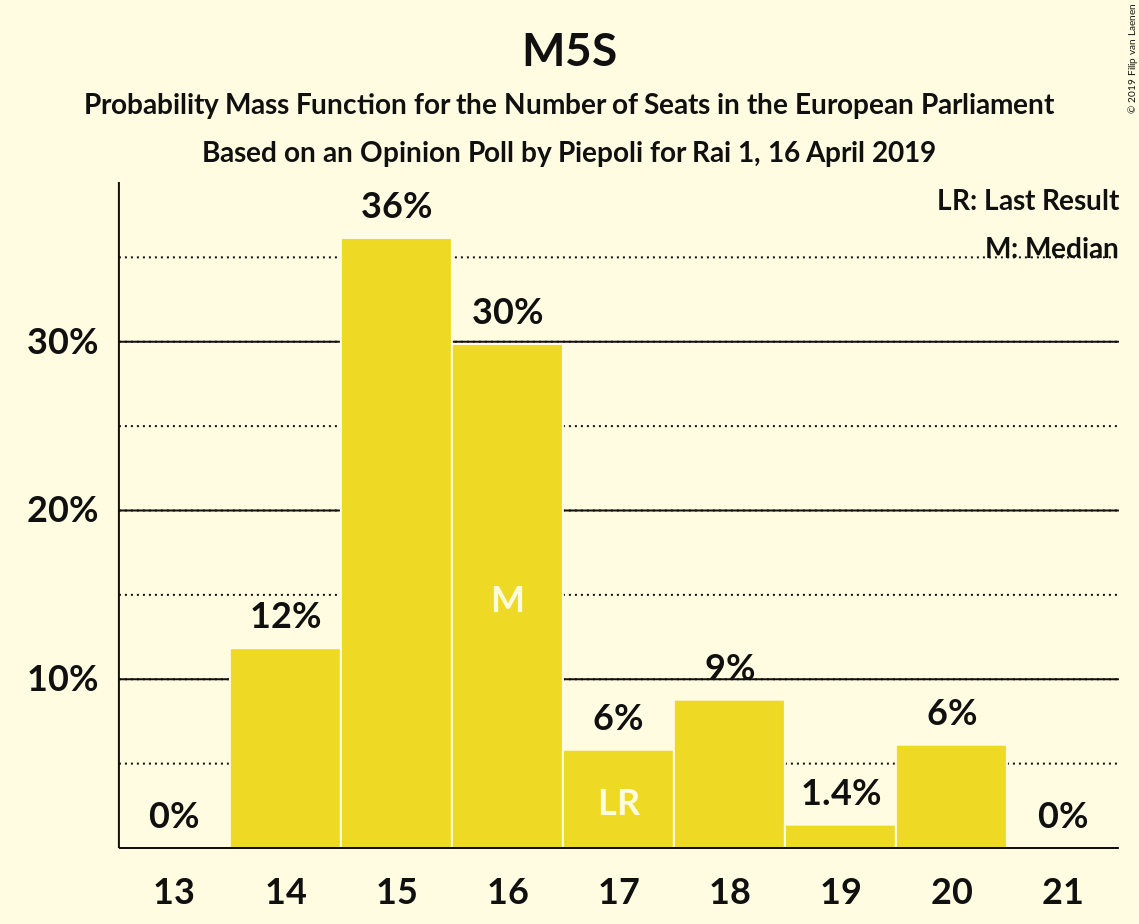 M5S
Probability Mass Function for the Number of Seats in the European Parliament
Based on an Opinion Poll by Piepoli for Rai 1, 16 April 2019
© 2019 Filip van Laenen
LR: Last Result
M: Median
36%
30%
12%
9%
6%
6%
1.4%
0%
0%
M
LR
30%
20%
10%
13 14 15 16 17 18 19 20 21